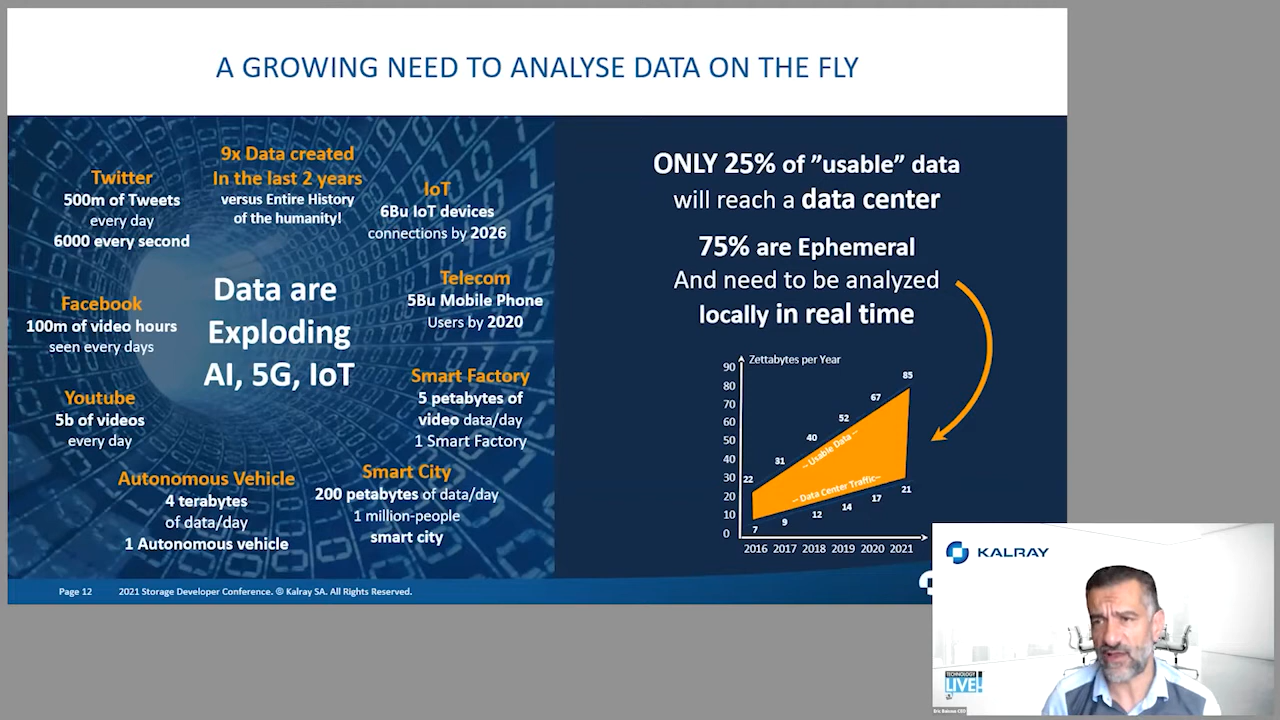 A GROWING NEED TO ANALYSE DATA ON THE FLY
9x Data created
In the last 2 years
versus Entire History
of the humanity!
Twitter
500m of Tweets
every day
6000 every second
IoT
6Bu IoT devices
connections by 2026
Data are
Exploding
AI, 5G, IoT
Telecom
5Bu Mobile Phone
Users by 2020
Facebook
100m of video hours
seen every days
Smart Factory
5 petabytes of
video data/day
1 Smart Factory
Youtube
5b of videos
every day
Autonomous Vehicle
4 terabytes
of data/day
1 Autonomous vehicle
Smart City
200 petabytes of data/day
1 million-people
smart city
ONLY 25% of ”usable” data
will reach a data center
75% are Ephemeral
And need to be analyzed
locally in real time
Zettabytes per Year
90
80
70
60
50
40
30
20
10
0
22
31
40
52
67
85
-- Usable Data --
-- Data Center Traffic--
7
9
12
14
17
21
2016 2017 2018 2019 2020 2021
Page 12
2021 Storage Developer Conference. © Kalray SA. All Rights Reserved.
KALRAY
TECHNOLOGY
LIVE!